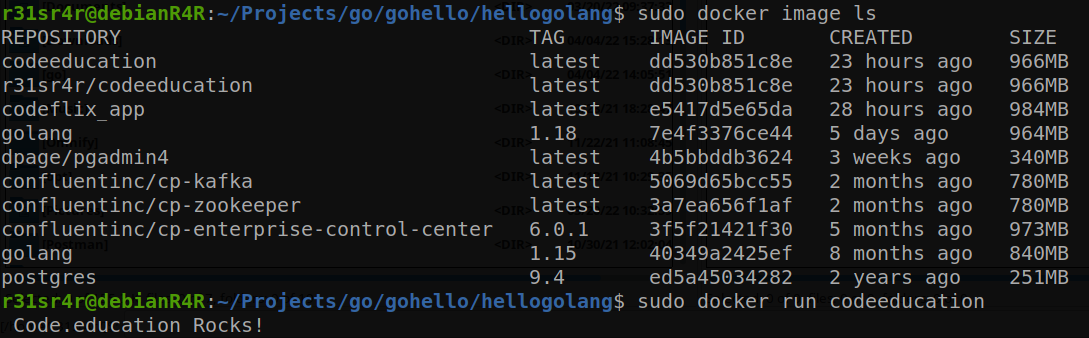 r31sr4r@debianR4R:~/Projects/go/gohello/hellogolang$ sudo docker image ls
REPOSITORY TAG IMAGE ID CREATED SIZE
codeeducation latest dd530b851c8e 23 hours ago 966MB
r31sr4r/codeeducation latest dd530b851c8e 23 hours ago 966MB
codeflix_app latest e5417d5e65da 28 hours ago 984MB
golang 1.18 7e4f3376ce44 5 days ago 964MB
dpage/pgadmin4 latest 4b5bbddb3624 3 weeks ago 340MB
confluentinc/cp-kafka latest 5069d65bcc55 2 months ago 780MB
confluentinc/cp-zookeeper latest 3a7ea656f1af 2 months ago 780MB
confluentinc/cp-enterprise-control-center 6.0.1 3f5f21421f30 5 months ago 973MB
golang 1.15 40349a2425ef 8 months ago 840MB
postgres 9.4 ed5a45034282 2 years ago 251MB
r31sr4r@debianR4R:~/Projects/go/gohello/hellogolang$ sudo docker run codeeducation
Code.education Rocks!